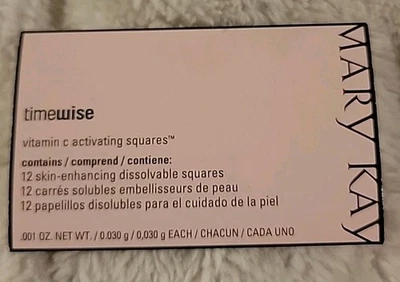 timewise
vitamin c activating squares™
contains / comprend / contiene:
12 skin-enhancing dissolvable squares
12 carrés solubles embellisseurs de peau
12 papelillos disolubles para el cuidado de la piel
.001 OZ. NET WT. / 0.030 g / 0,030 g EACH / CHACUN / CADA UNO
MARY KAY